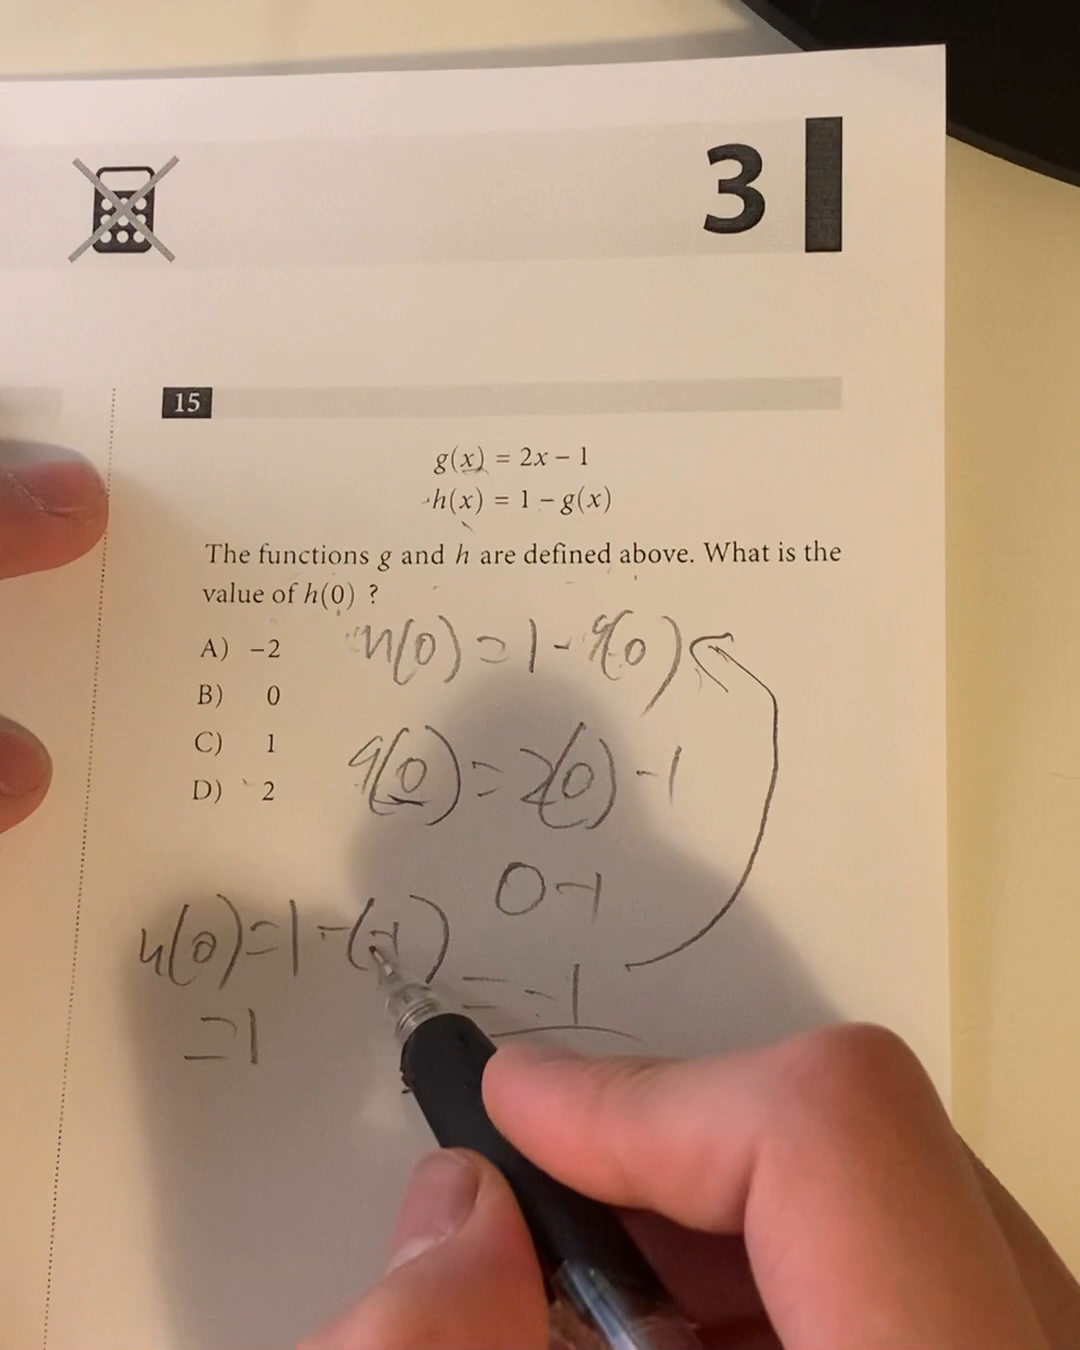 3
15
g(x) = 2x – 1
h(x) = 1 – g(x)
The functions g and h are defined above. What is the
value of h(0) ?
A) –2
B) 0
C) 1
D) 2
h(0) = 1 - g(0)
g(0) = 2(0) - 1
0 - 1
= -1
h(0) = 1 - (-1)
= 1